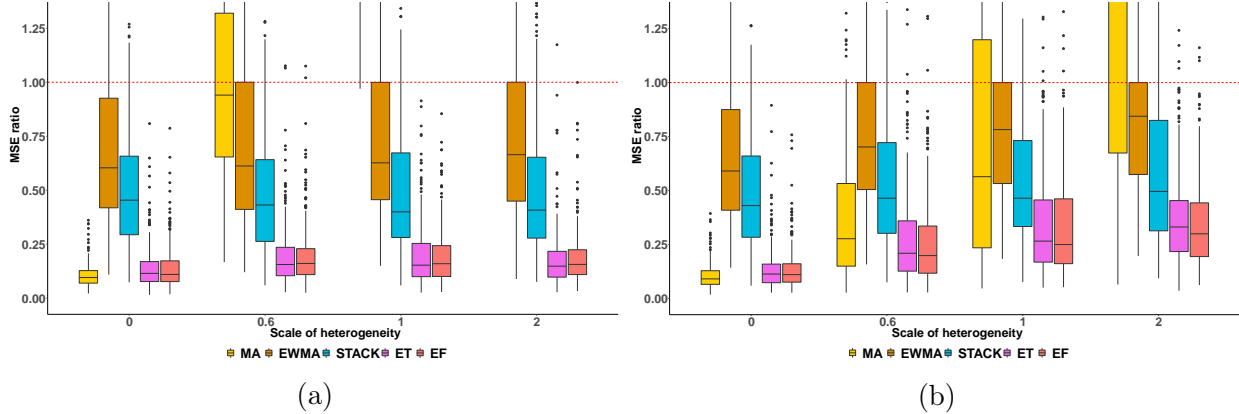 MSE ratio
1.25
1.00
0.75
0.50
0.25
0.00
0 0.6 1 2
Scale of heterogeneity
MA EWMA STACK ET EF
(a)
MSE ratio
1.25
1.00
0.75
0.50
0.25
0.00
0 0.6 1 2
Scale of heterogeneity
MA EWMA STACK ET EF
(b)